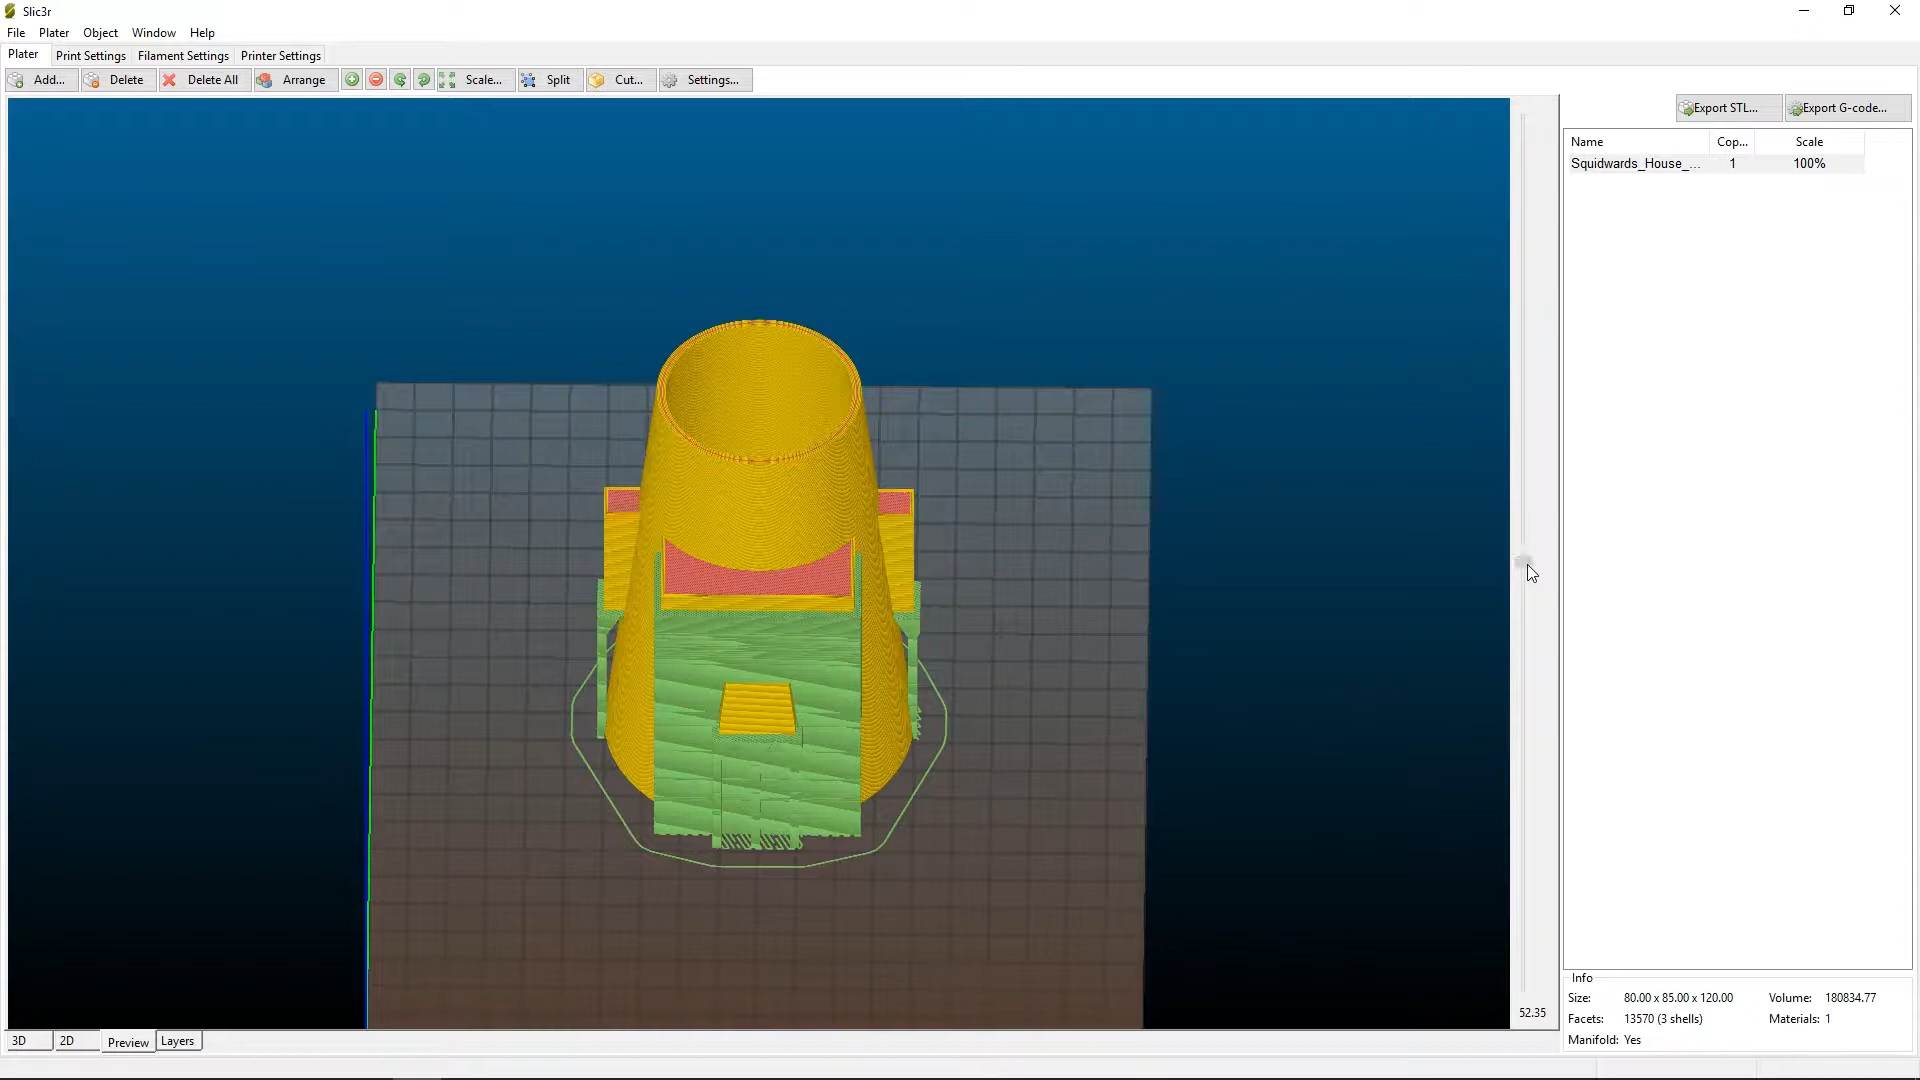 Slic3r
File Plater Object Window Help
Plater Print Settings Filament Settings Printer Settings
Add... Delete Delete All Arrange Scale... Split Cut... Settings...
Export STL... Export G-code...
Name Cop... Scale
Squidwards_House_... 1 100%
Info
Size: 80.00 x 85.00 x 120.00 Volume: 180834.77
Facets: 13570 (3 shells) Materials: 1
Manifold: Yes
52.35
3D 2D Preview Layers